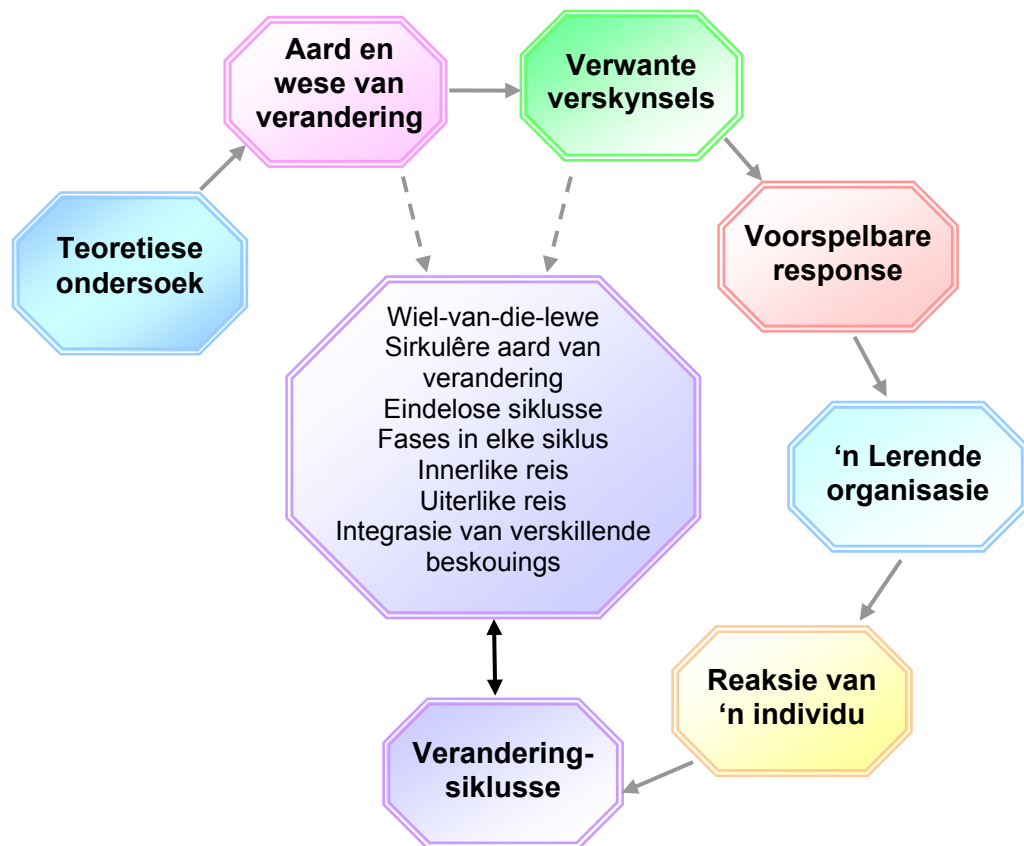 Aard en
wese van
verandering
Verwante
verskynsels
Teoretiese
ondersoek
Voorspelbare
response
Wiel-van-die-lewe
Sirkulêre aard van
verandering
Eindelose siklusse
Fases in elke siklus
Innerlike reis
Uiterlike reis
Integrasie van verskillende
beskouings
‘n Lerende
organisasie
Reaksie van
‘n individu
Verandering-
siklusse